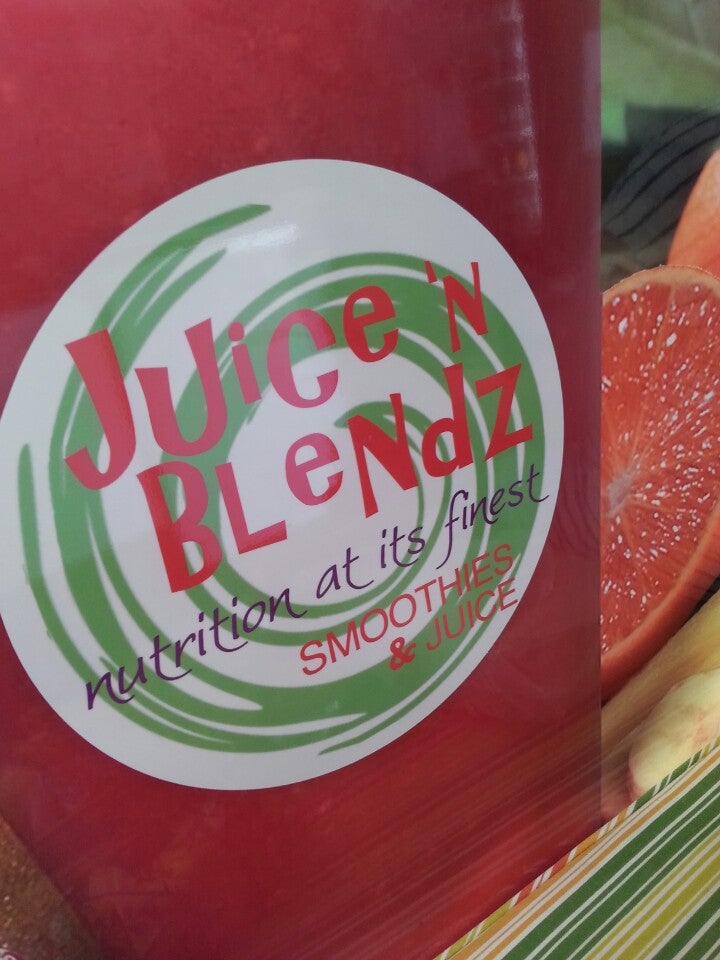 Juice 'N
BLeNdZ
nutrition at its finest
SMOOTHIES
& JUICE